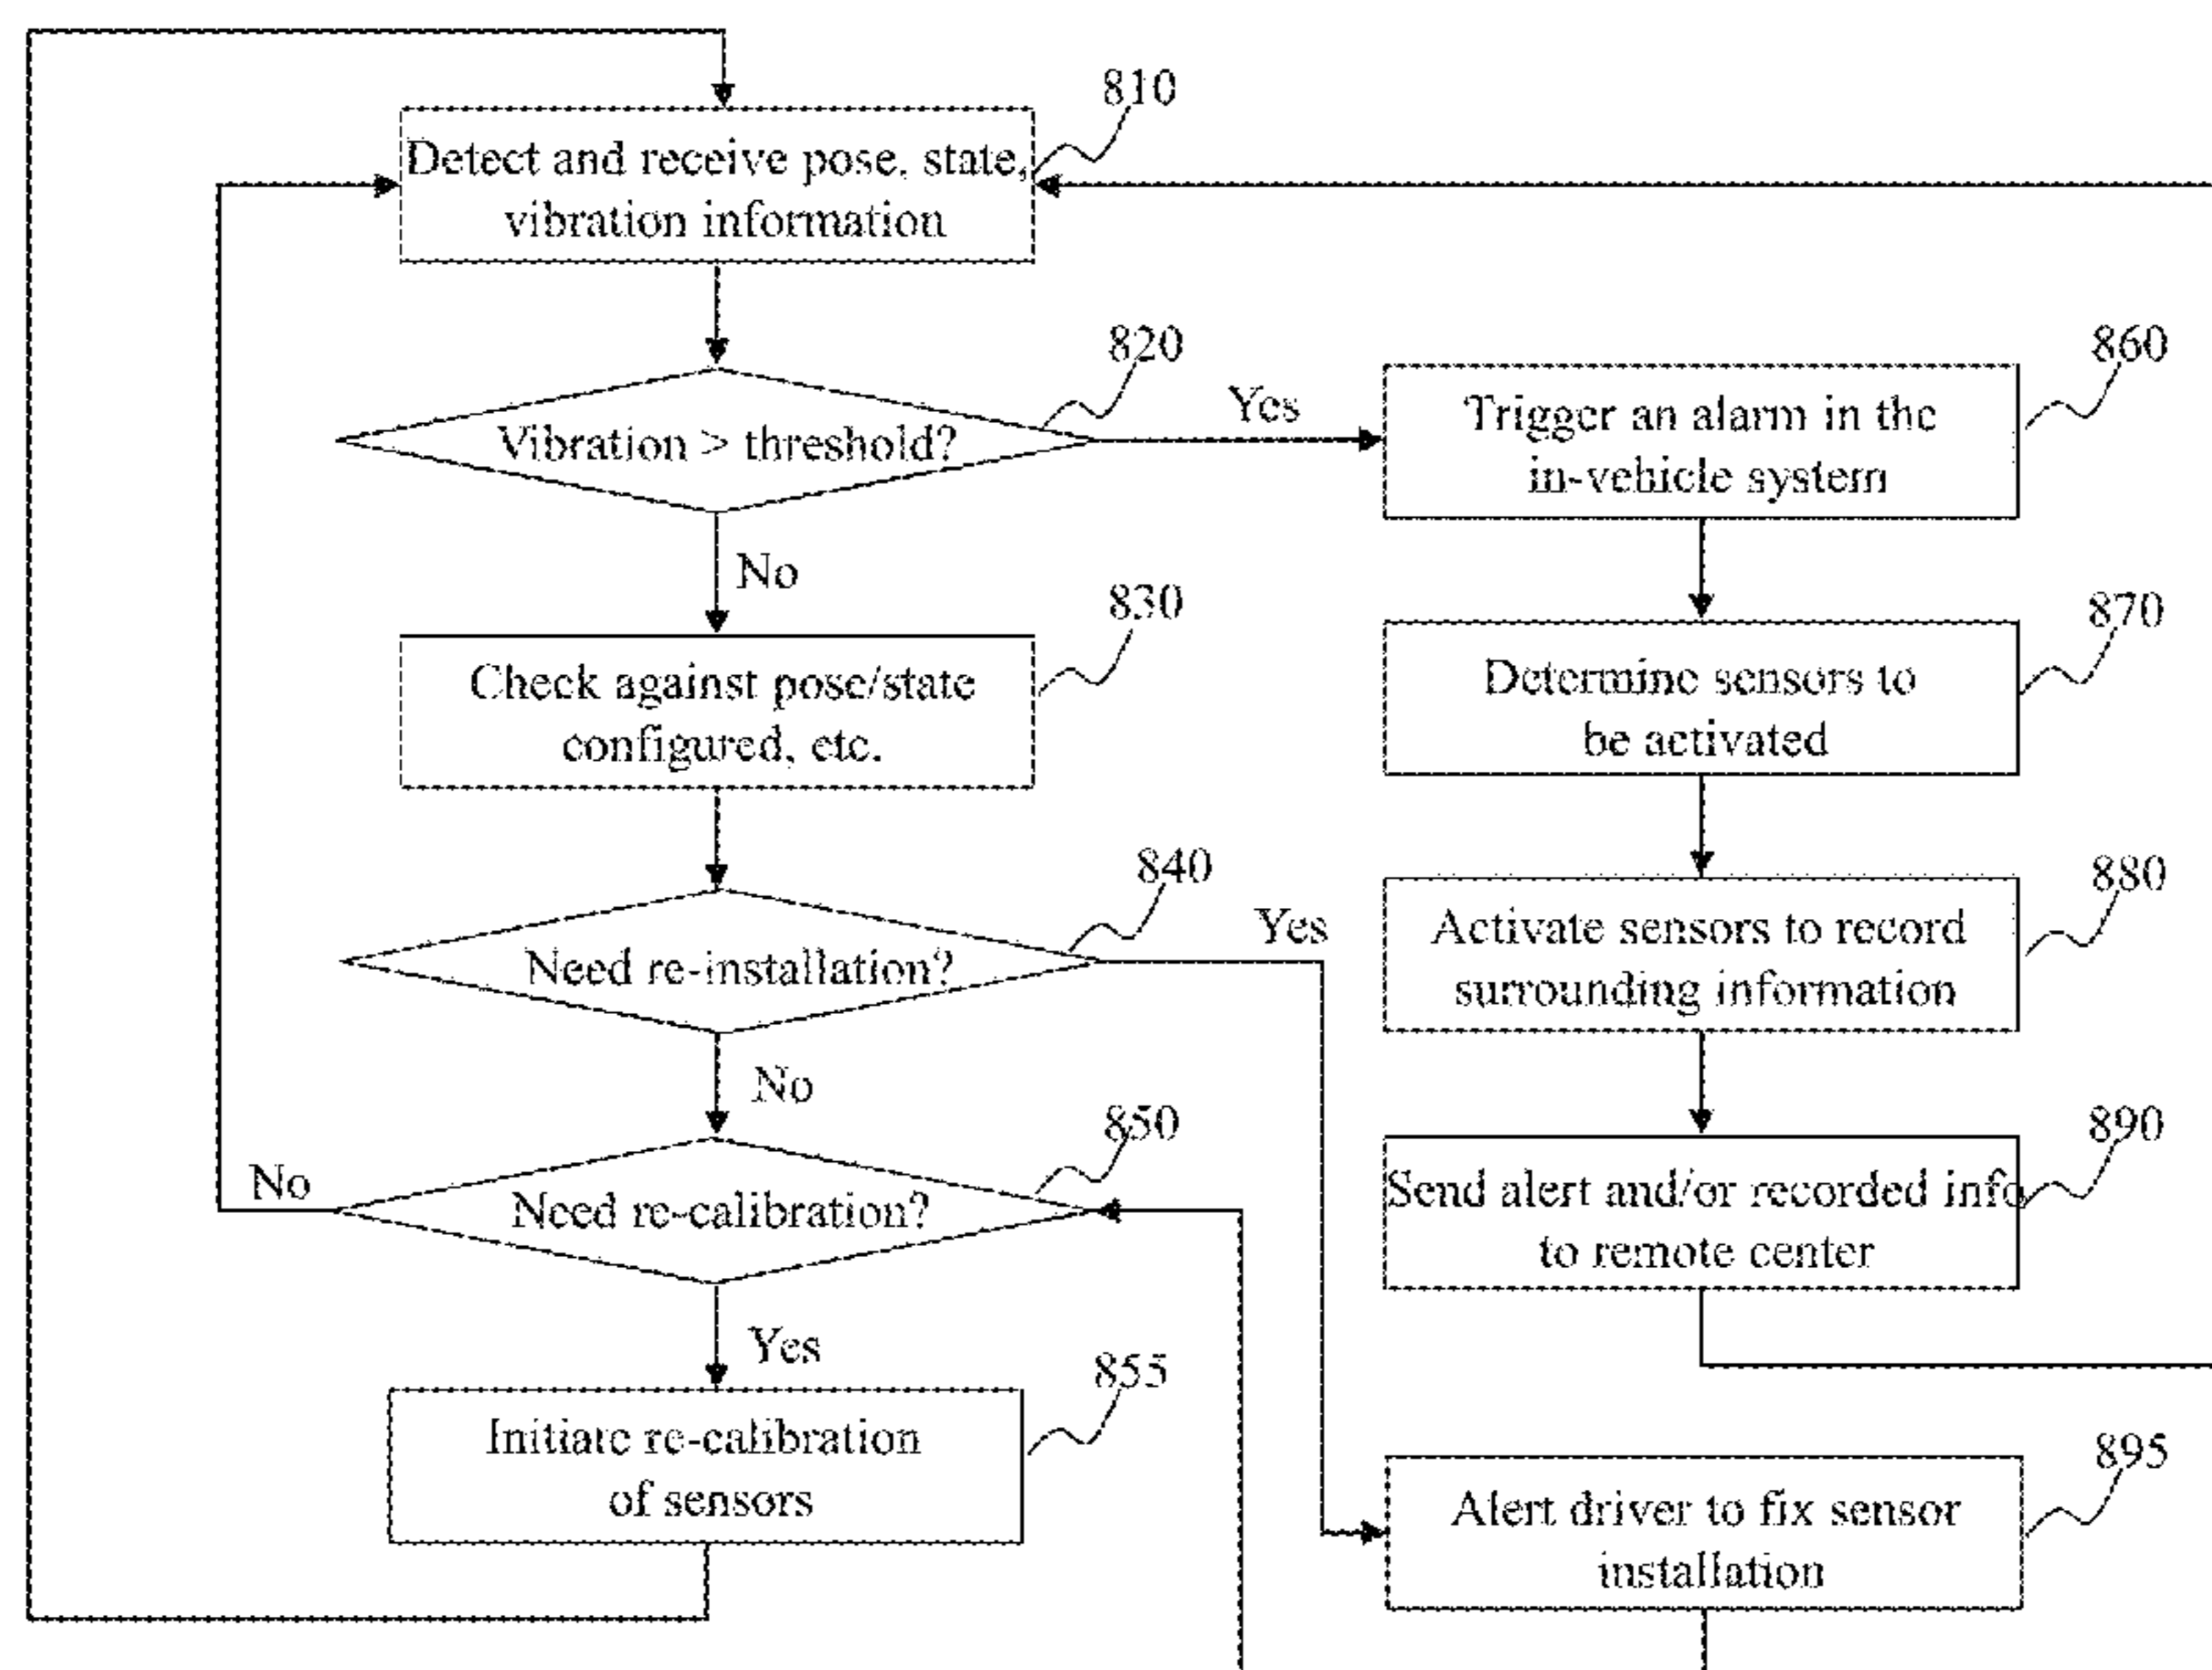 810
Detect and receive pose, state,
vibration information
820
Vibration > threshold?
Yes
860
Trigger an alarm in the
in-vehicle system
No
830
Check against pose/state
configured, etc.
870
Determine sensors to
be activated
840
Need re-installation?
Yes
880
Activate sensors to record
surrounding information
No
850
Need re-calibration?
No
890
Send alert and/or recorded info
to remote center
Yes
855
Initiate re-calibration
of sensors
895
Alert driver to fix sensor
installation